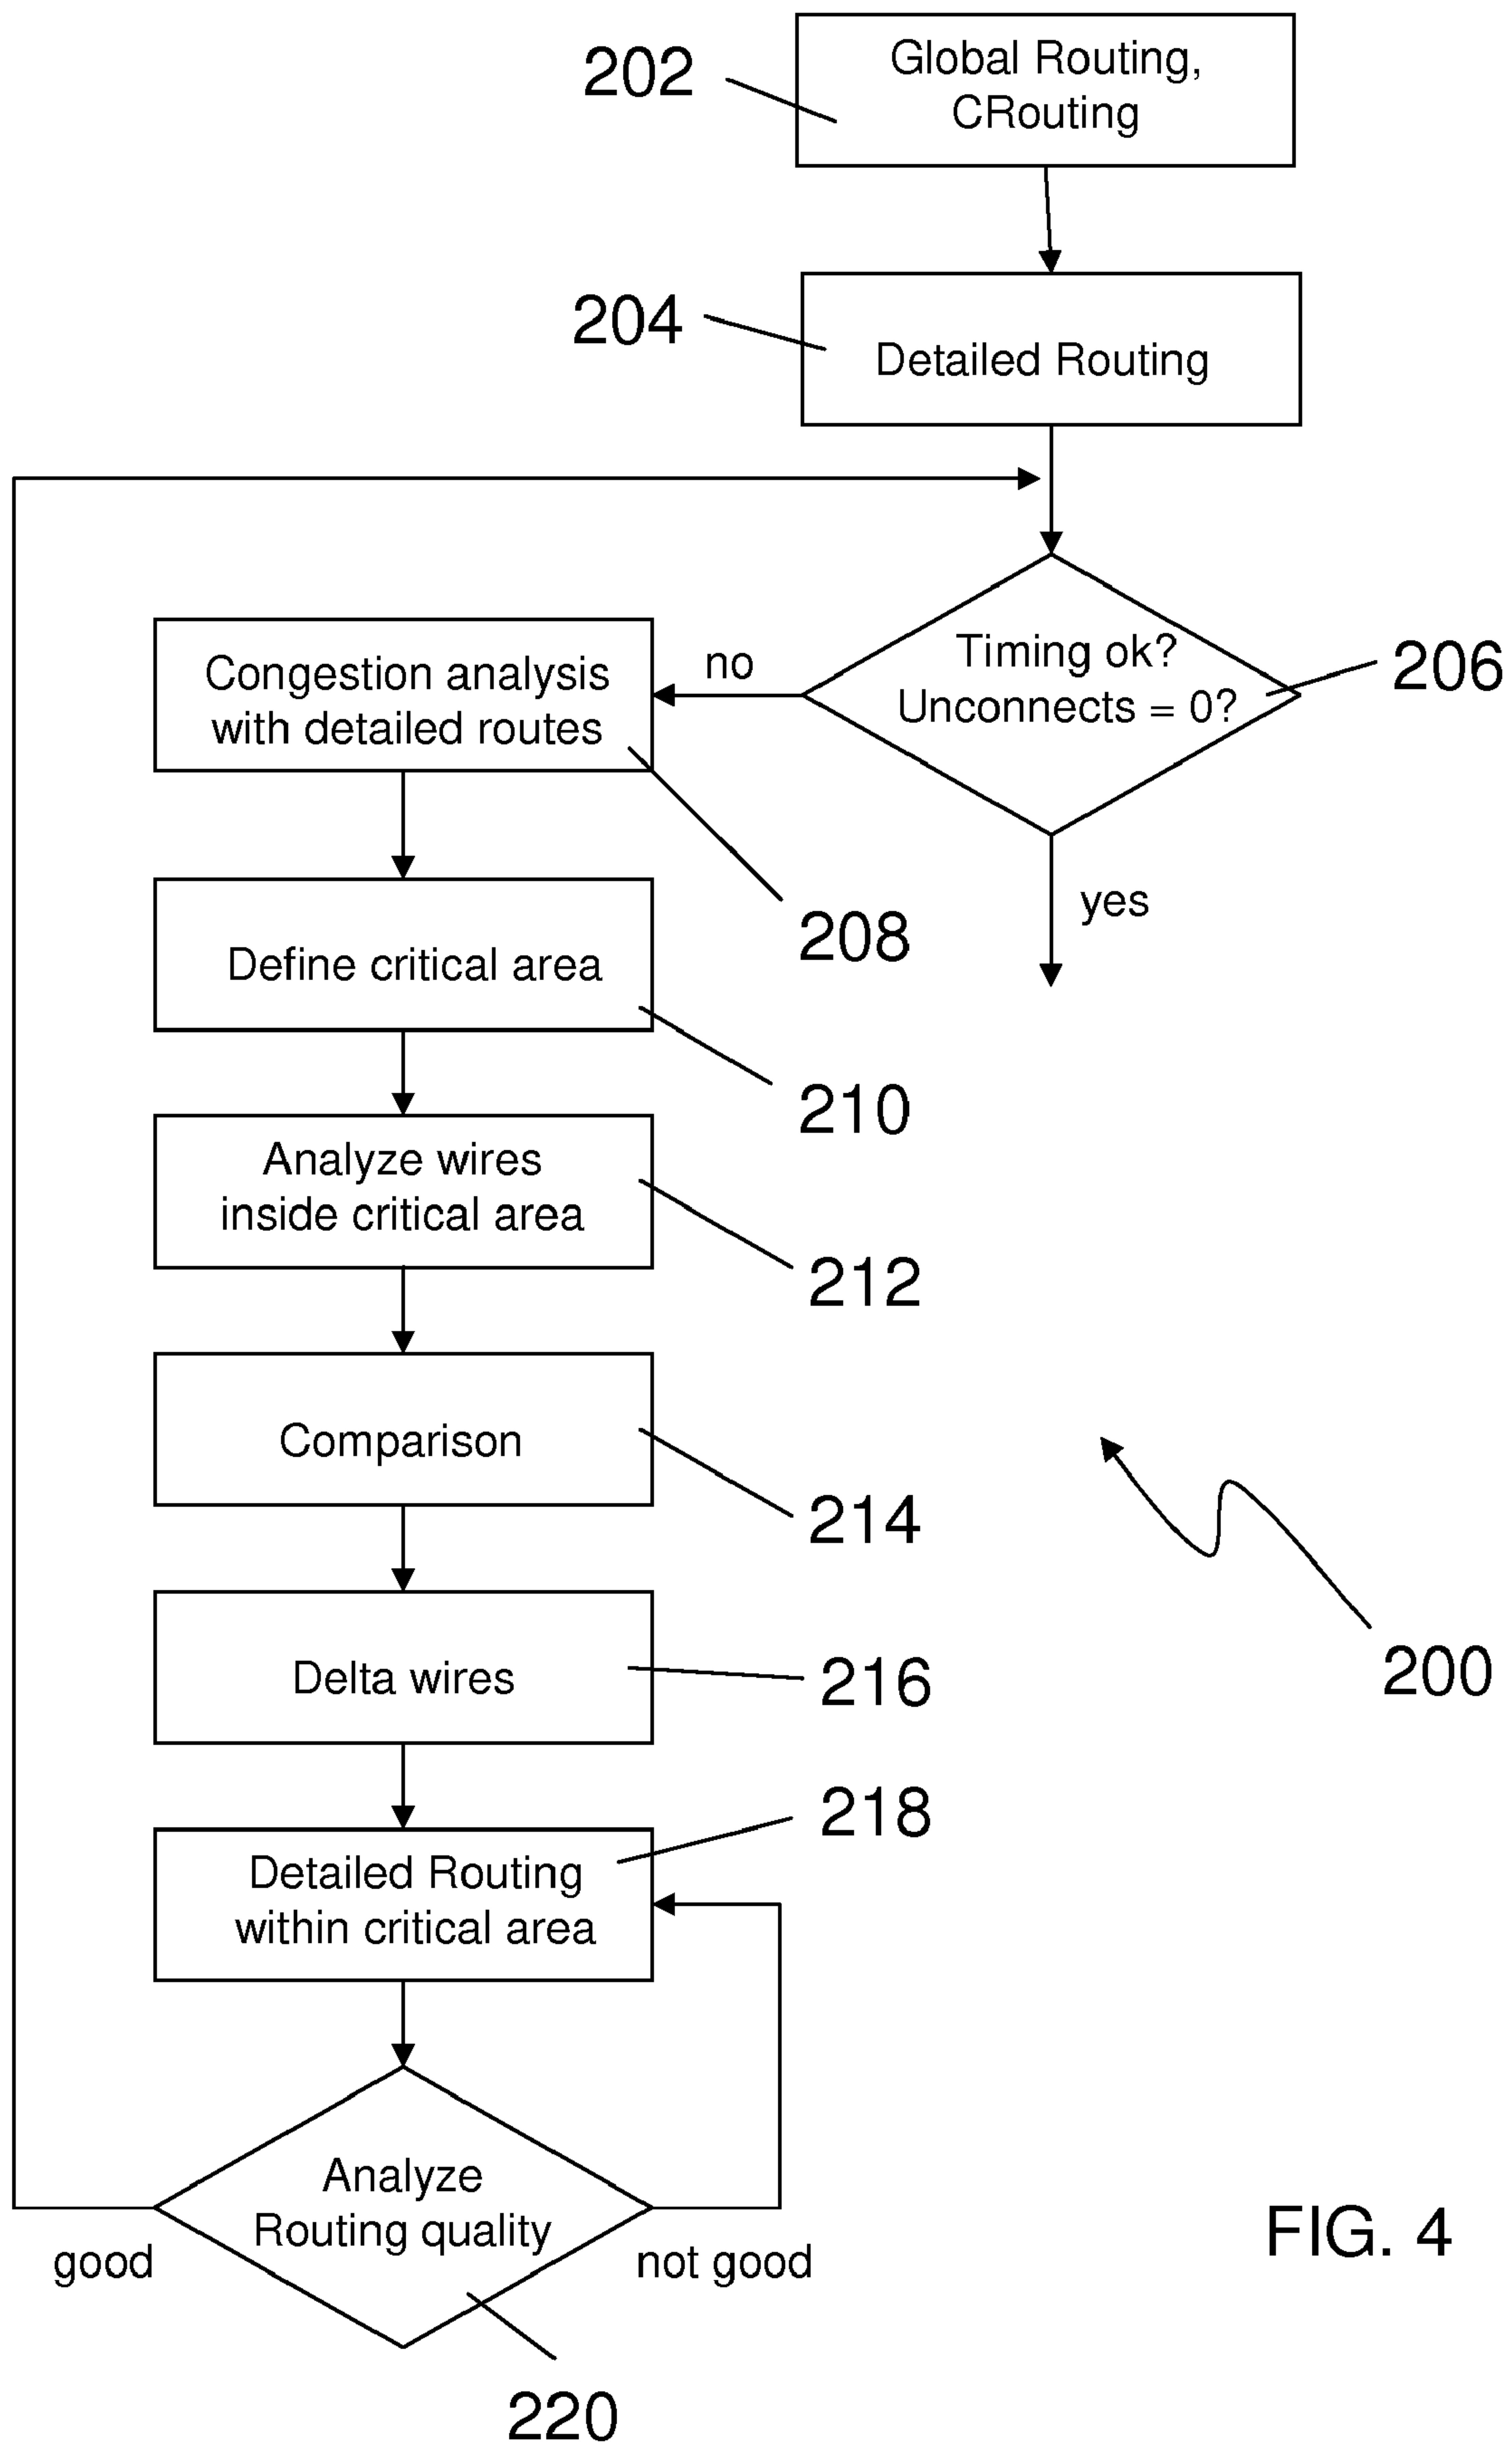 202
Global Routing,
CRouting
204
Detailed Routing
Timing ok?
Unconnects = 0?
206
no
yes
Congestion analysis
with detailed routes
208
Define critical area
210
Analyze wires
inside critical area
212
Comparison
214
Delta wires
216
200
218
Detailed Routing
within critical area
Analyze
Routing quality
good
not good
220
FIG. 4